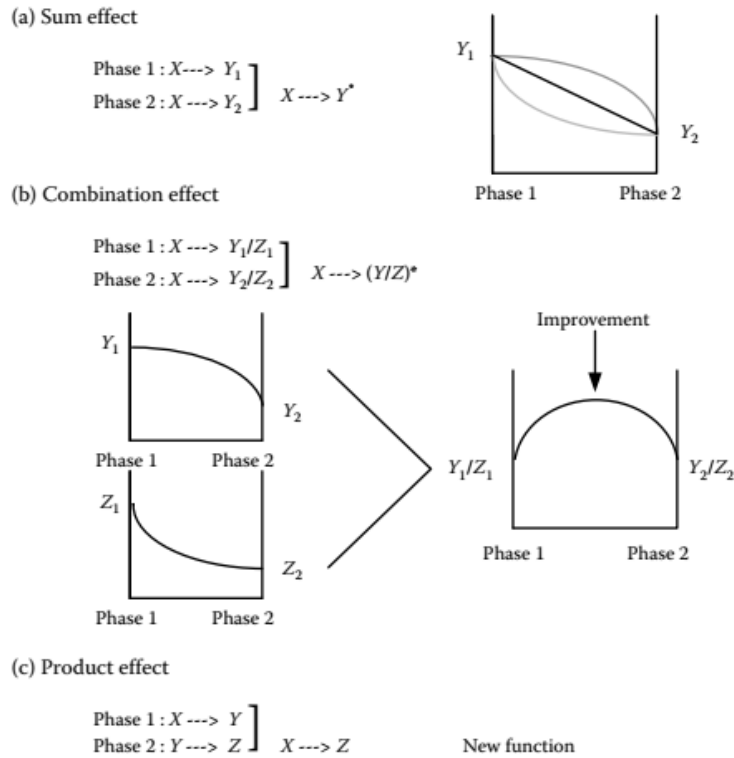 (a) Sum effect
Phase 1 : X---> Y₁
Phase 2 : X ---> Y₂
X ---> Y*
Y₁
Y₂
Phase 1 Phase 2
(b) Combination effect
Phase 1 : X ---> Y₁/Z₁
Phase 2 : X ---> Y₂/Z₂
X ---> (Y/Z)*
Y₁
Y₂
Phase 1 Phase 2
Z₁
Z₂
Phase 1 Phase 2
Improvement
Y₁/Z₁
Y₂/Z₂
Phase 1 Phase 2
(c) Product effect
Phase 1 : X ---> Y
Phase 2 : Y ---> Z
X ---> Z
New function